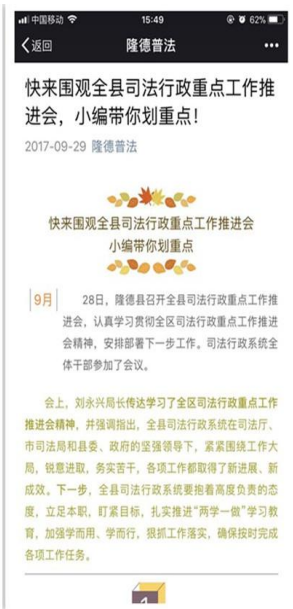 中国移动 15:49 62%
返回 隆德普法
快来围观全县司法行政重点工作推
进会，小编带你划重点！
2017-09-29 隆德普法
快来围观全县司法行政重点工作推进会
小编带你划重点
9月
28日，隆德县召开全县司法行政重点工作推
进会，认真学习贯彻全区司法行政重点工作推进
会精神，安排部署下一步工作。司法行政系统全
体干部参加了会议。
会上，刘永兴局长传达学习了全区司法行政重点工作
推进会精神，并强调指出，全县司法行政系统在司法厅、
市司法局和县委、政府的坚强领导下，紧紧围绕工作大
局，锐意进取，务实苦干，各项工作都取得了新进展、新
成效。下一步，全县司法行政系统要抱着高度负责的态
度，立足本职，盯紧目标，扎实推进“两学一做”学习教
育，加强学而用、学而行，狠抓工作落实，确保按时完成
各项工作任务。
1